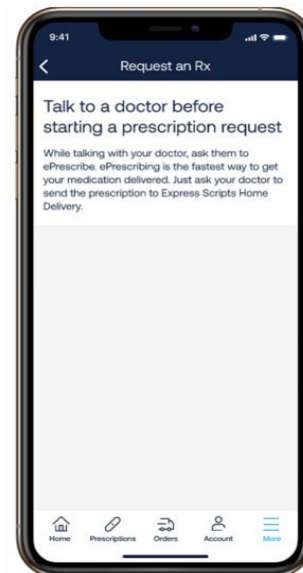 9:41
Request an Rx
Talk to a doctor before
starting a prescription request
While talking with your doctor, ask them to
ePrescribe. ePrescribing is the fastest way to get
your medication delivered. Just ask your doctor to
send the prescription to Express Scripts Home
Delivery.
Home Prescriptions Orders Account More